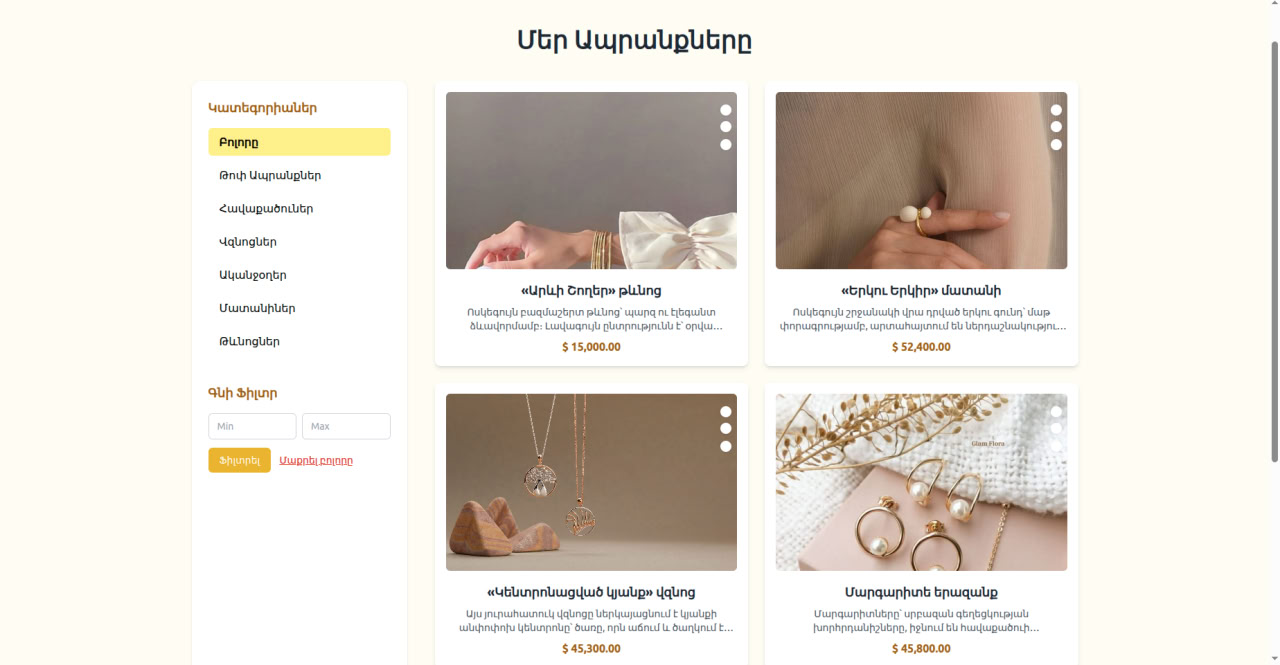 Մեր Ապրանքները
Կատեգորիաներ
Բոլորը
Թոփ Ապրանքներ
Հավաքածուներ
Վզնոցներ
Ականջօղեր
Մատանիներ
Թևնոցներ
Գնի Ֆիլտր
Min Max
Ֆիլտրել Մաքրել բոլորը
«Արևի Շողեր» թևնոց
Ոսկեգույն բազմաշերտ թևնոց՝ պարզ ու էլեգանտ
ձևավորմամբ։ Լավագույն ընտրությունն է՝ օրվա...
$ 15,000.00
«Երկու Երկիր» մատանի
Ոսկեգույն շրջանակի վրա դրված երկու գունդ՝ մաթ
փորագրությամբ, արտահայտում են ներդաշնակությու...
$ 52,400.00
«Կենտրոնացված կյանք» վզնոց
Այս յուրահատուկ վզնոցը ներկայացնում է կյանքի
անփոփոխ կենտրոնը՝ ծառը, որն աճում և ծաղկում է...
$ 45,300.00
Glam Flora
Մարգարիտե երազանք
Մարգարիտները՝ սրբազան գեղեցկության
խորհրդանիշները, իջնում են հավաքածուի...
$ 45,800.00